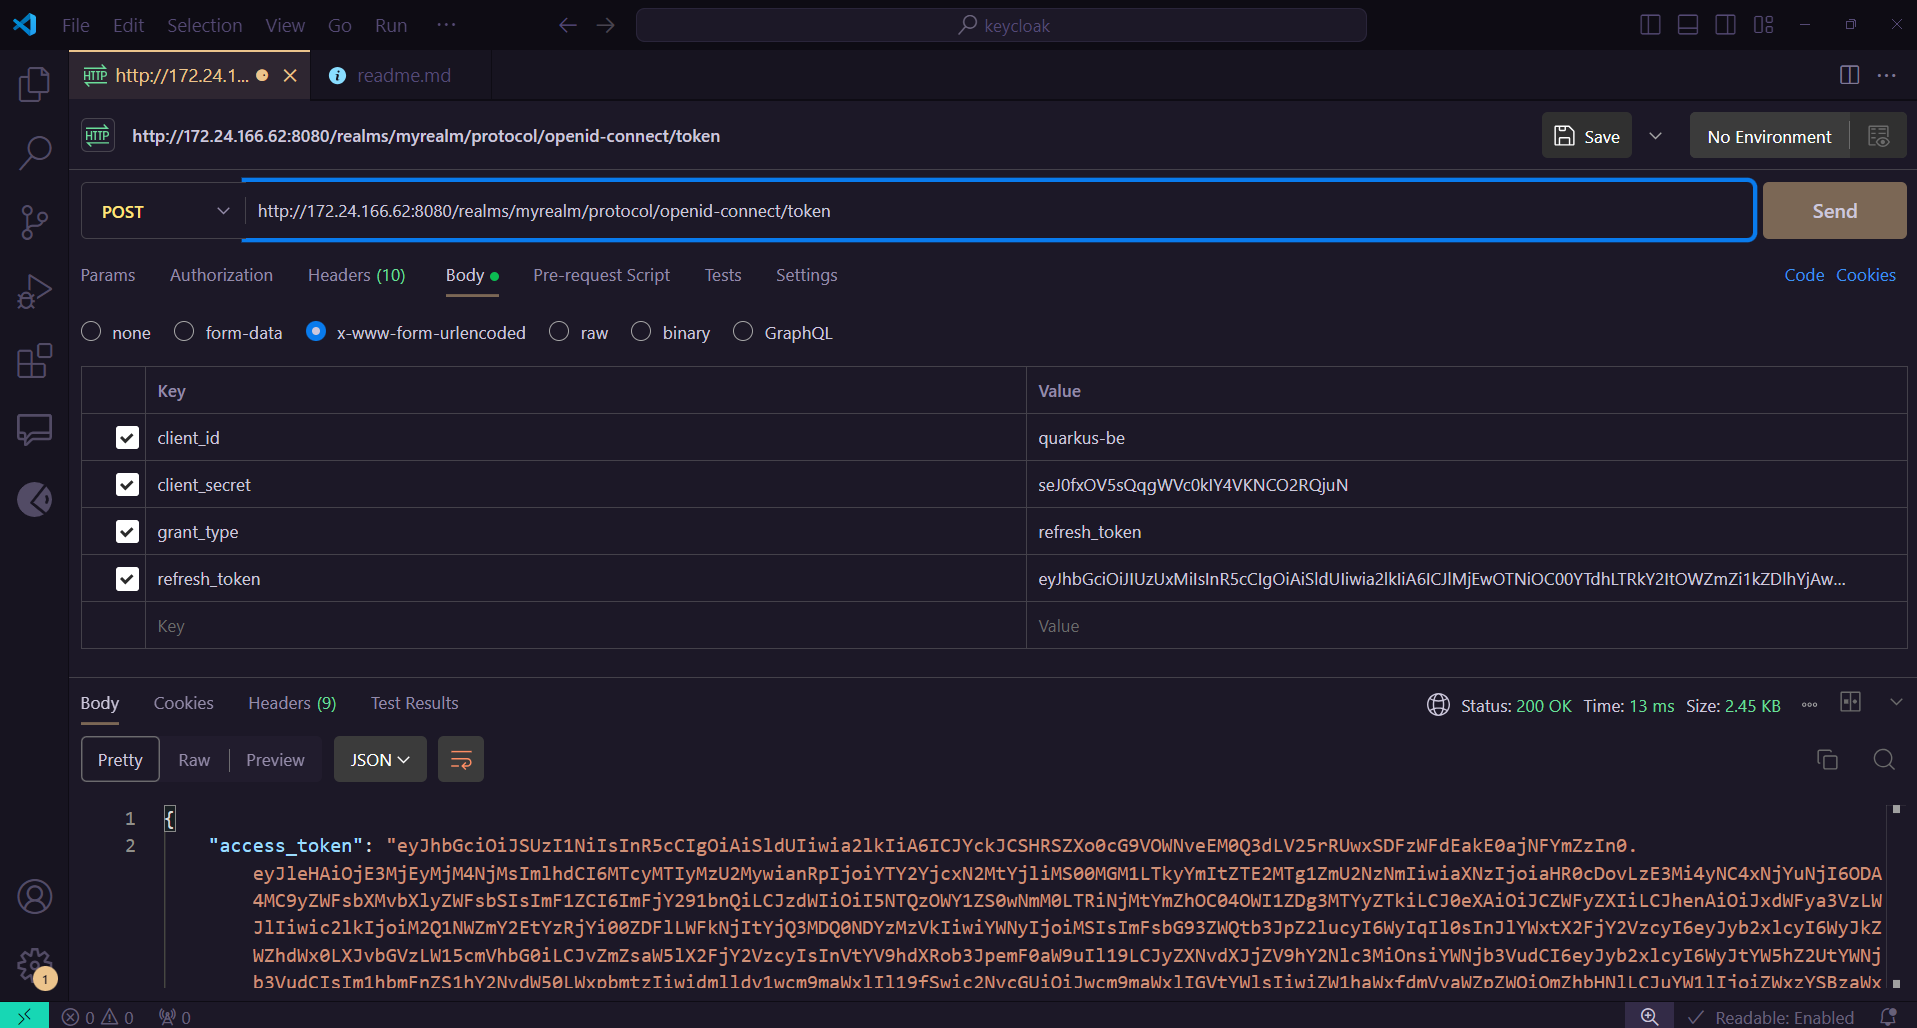 File Edit Selection View Go Run ··· keycloak
HTTP http://172.24.1... readme.md
HTTP http://172.24.166.62:8080/realms/myrealm/protocol/openid-connect/token Save No Environment
POST http://172.24.166.62:8080/realms/myrealm/protocol/openid-connect/token Send
Params Authorization Headers (10) Body Pre-request Script Tests Settings Code Cookies
none form-data x-www-form-urlencoded raw binary GraphQL
Key Value
client_id quarkus-be
client_secret seJ0fxOV5sQqgWVc0kIY4VKNCO2RQjuN
grant_type refresh_token
refresh_token eyJhbGciOiJIUzUxMiIsInR5cCIgOiAiSldUIiwia2lkIiA6ICJlMjEwOTNiOC00YTdhLTRkY2ItOWZmZi1kZDlhYjAw...
Key Value
Body Cookies Headers (9) Test Results Status: 200 OK Time: 13 ms Size: 2.45 KB
Pretty Raw Preview JSON
1 {
2 "access_token": "eyJhbGciOiJSUzI1NiIsInR5cCIgOiAiSldUIiwia2lkIiA6ICJYckJCSHRSZXo0cG9VOWNveEM0Q3dLV25rRUwxSDFzWFdEakE0ajNFYmZzIn0.
eyJleHAiOjE3MjEyMjM4NjMsImlhdCI6MTcyMTIyMzU2MywianRpIjoiYTY2YjcxN2MtYjliMS00MGM1LTkyYmItZTE2MTg1ZmU2NzNmIiwiaXNzIjoiaHR0cDovLzE3Mi4yNC4xNjYuNjI6ODA
4MC9yZWFsbXMvbXlyZWFsbSIsImF1ZCI6ImFjY291bnQiLCJzdWIiOiI5NTQzOWY1ZS0wNmM0LTRiNjMtYmZhOC04OWI1ZDg3MTYyZTkiLCJ0eXAiOiJCZWFyZXIiLCJhenAiOiJxdWFya3VzLW
JlIiwic2lkIjoiM2Q1NWZmY2EtYzRjYi00ZDFlLWFkNjItYjQ3MDQ0NDYzMzVkIiwiYWNyIjoiMSIsImFsbG93ZWQtb3JpZ2lucyI6WyIqIl0sInJlYWxtX2FjY2VzcyI6eyJyb2xlcyI6WyJkZ
WZhdWx0LXJvbGVzLW15cmVhbG0iLCJvZmZsaW5lX2FjY2VzcyIsInVtYV9hdXRob3JpemF0aW9uIl19LCJyZXNvdXJjZV9hY2Nlc3MiOnsiYWNjb3VudCI6eyJyb2xlcyI6WyJtYW5hZ2UtYWNj
b3VudCIsIm1hbmFnZS1hY2NvdW50LWxpbmtzIiwidmlldy1wcm9maWxlIl19fSwic2NvcGUiOiJwcm9maWxlIGVtYWlsIiwiZW1haWxfdmVyaWZpZWQiOmZhbHNlLCJuYW1lIjoiZWxzYSBzaWx
1
0 0 0 Readable: Enabled